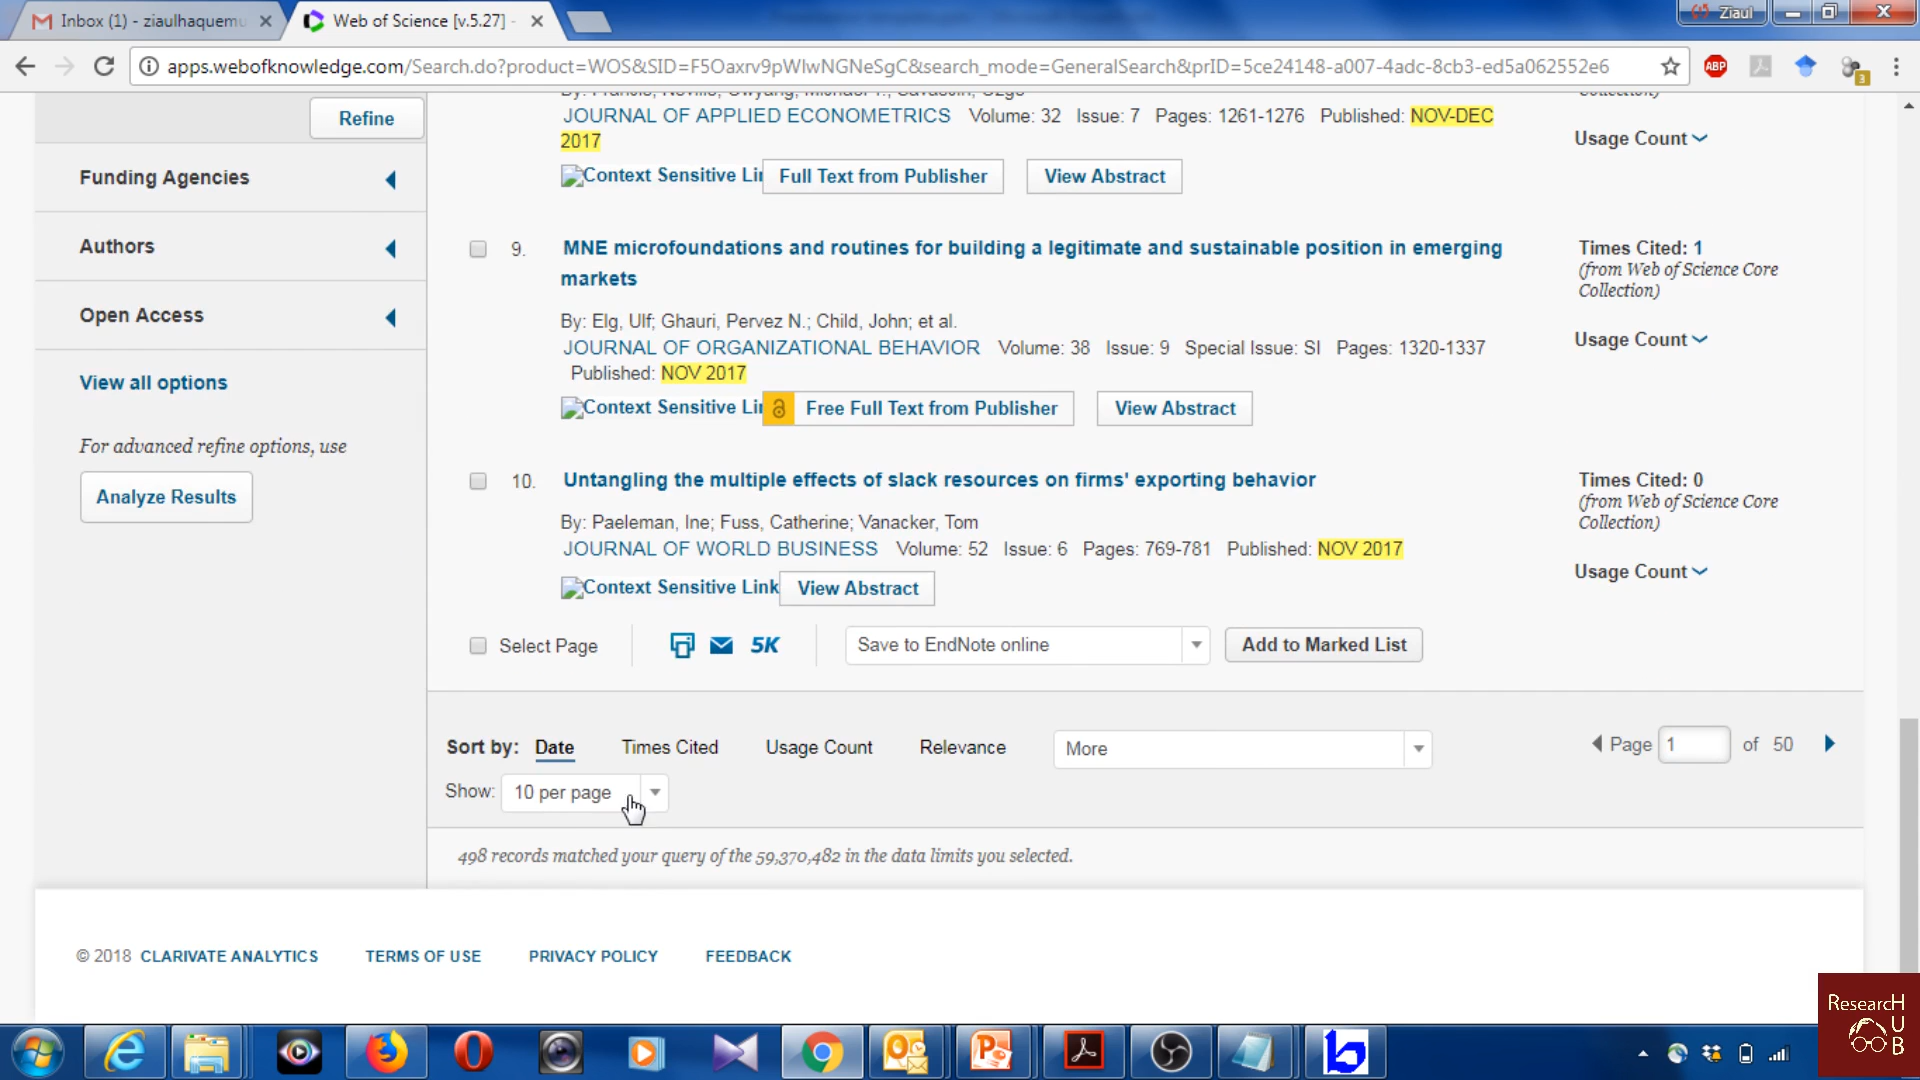 Inbox (1) - ziaulhaquemu
Web of Science [v.5.27] -
Ziaul
apps.webofknowledge.com/Search.do?product=WOS&SID=F5Oaxrv9pWlwNGNeSgC&search_mode=GeneralSearch&prID=5ce24148-a007-4adc-8cb3-ed5a062552e6
ABP
3
Refine
Funding Agencies
Authors
Open Access
View all options
For advanced refine options, use
Analyze Results
JOURNAL OF APPLIED ECONOMETRICS Volume: 32 Issue: 7 Pages: 1261-1276 Published: NOV-DEC
2017
Context Sensitive Li Full Text from Publisher View Abstract
Collection)
Usage Count
9. MNE microfoundations and routines for building a legitimate and sustainable position in emerging
markets
By: Elg, Ulf; Ghauri, Pervez N.; Child, John; et al.
JOURNAL OF ORGANIZATIONAL BEHAVIOR Volume: 38 Issue: 9 Special Issue: SI Pages: 1320-1337
Published: NOV 2017
Context Sensitive Li Free Full Text from Publisher View Abstract
Times Cited: 1
(from Web of Science Core
Collection)
Usage Count
10. Untangling the multiple effects of slack resources on firms' exporting behavior
By: Paeleman, Ine; Fuss, Catherine; Vanacker, Tom
JOURNAL OF WORLD BUSINESS Volume: 52 Issue: 6 Pages: 769-781 Published: NOV 2017
Context Sensitive Link View Abstract
Times Cited: 0
(from Web of Science Core
Collection)
Usage Count
Select Page 5K Save to EndNote online Add to Marked List
Sort by: Date Times Cited Usage Count Relevance More Page 1 of 50
Show: 10 per page
498 records matched your query of the 59,370,482 in the data limits you selected.
© 2018 CLARIVATE ANALYTICS TERMS OF USE PRIVACY POLICY FEEDBACK
ResearcH
U
B